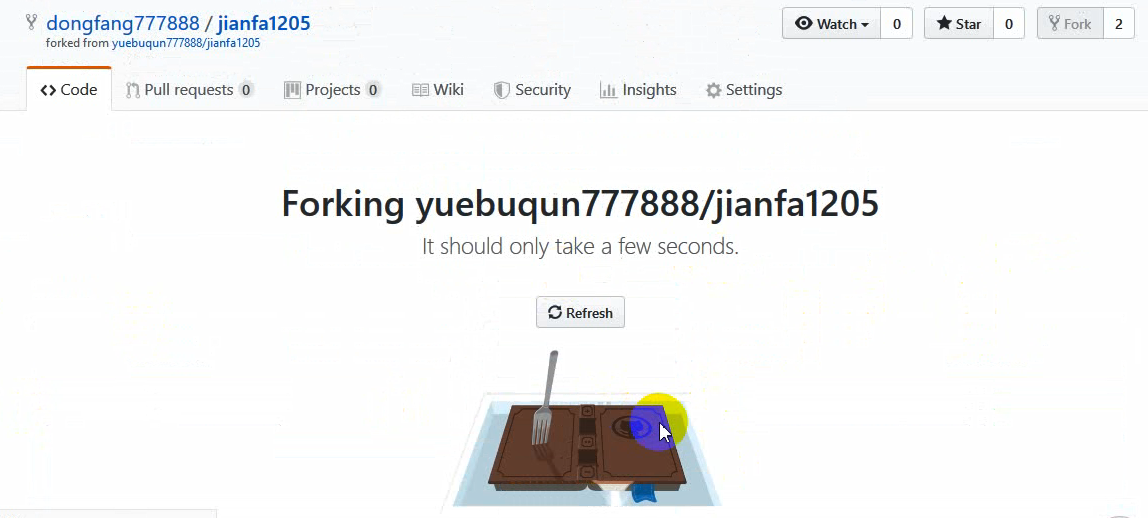 dongfang777888 / jianfa1205
forked from yuebuqun777888/jianfa1205
Watch 0 Star 0 Fork 2
Code Pull requests 0 Projects 0 Wiki Security Insights Settings
Forking yuebuqun777888/jianfa1205
It should only take a few seconds.
Refresh